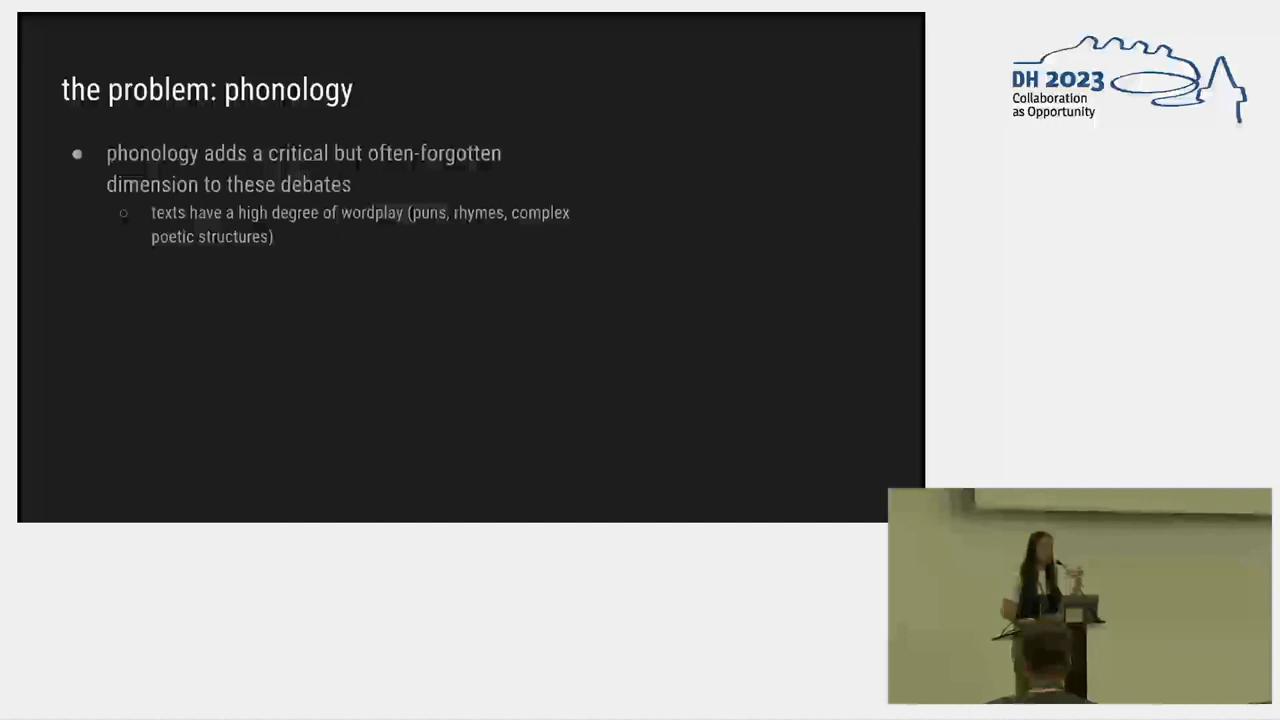 the problem: phonology
● phonology adds a critical but often-forgotten
dimension to these debates
○ texts have a high degree of wordplay (puns, rhymes, complex
poetic structures)
DH 2023
Collaboration
as Opportunity